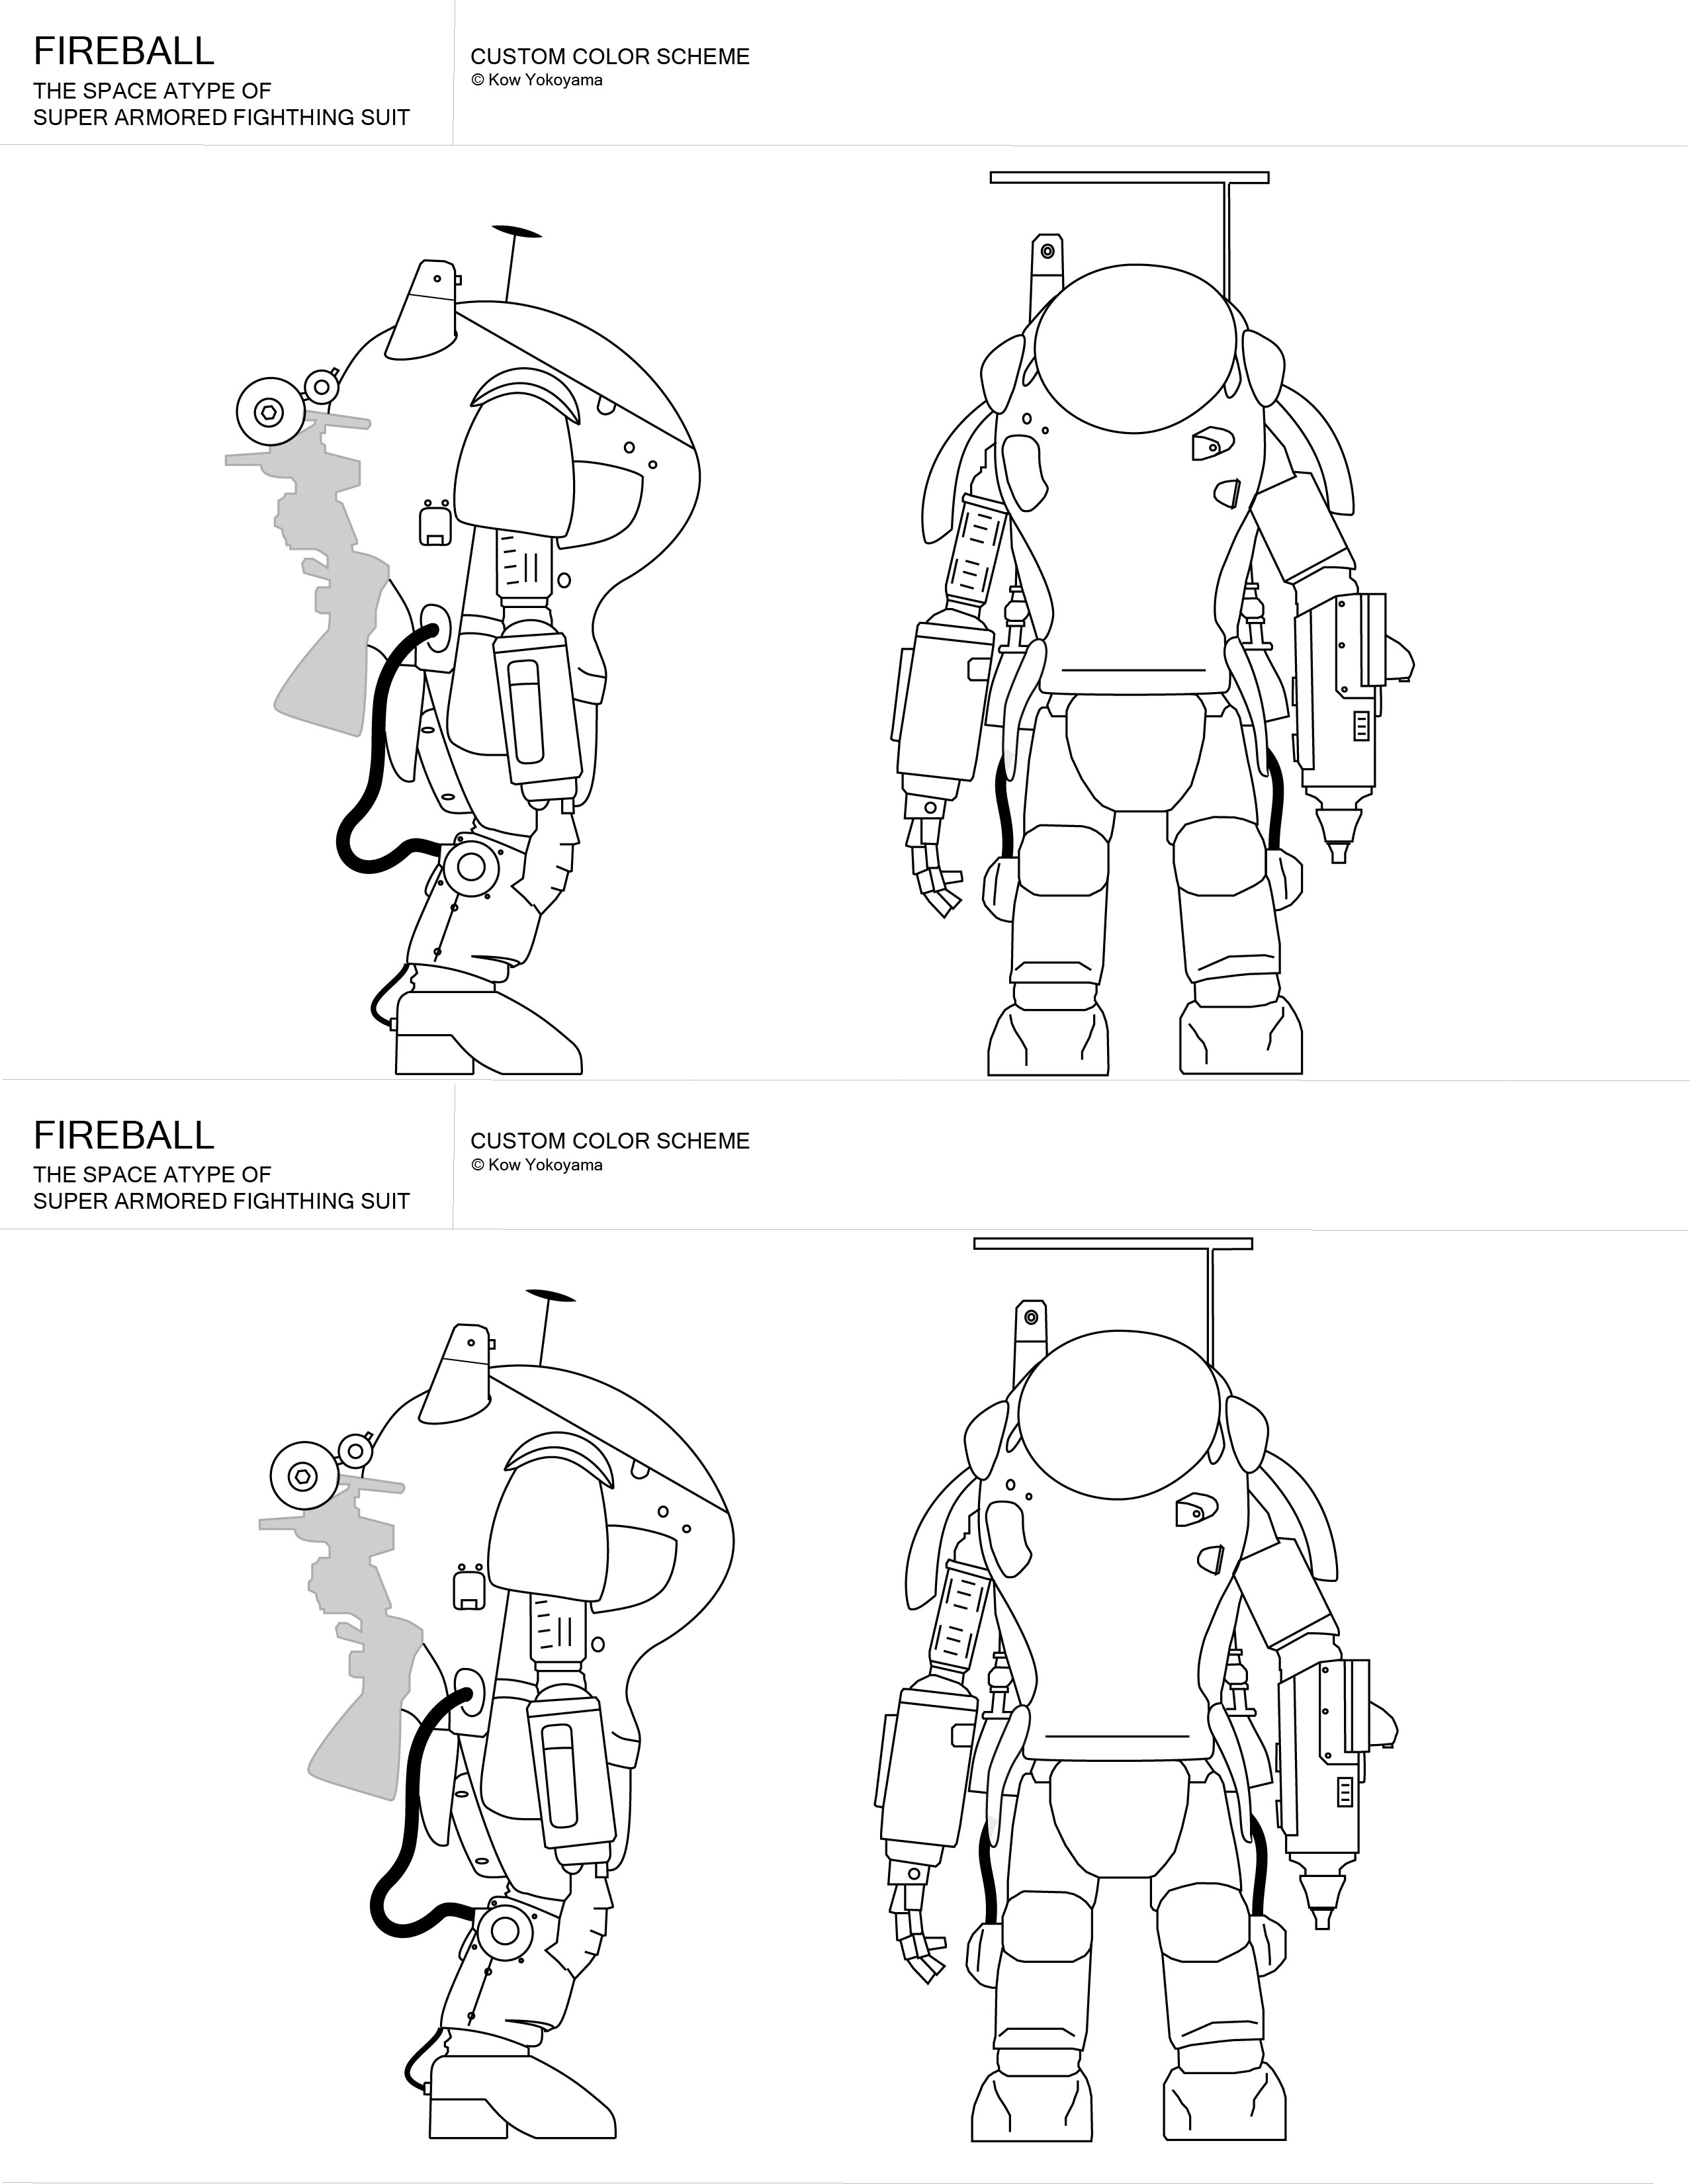 FIREBALL
THE SPACE ATYPE OF
SUPER ARMORED FIGHTHING SUIT
CUSTOM COLOR SCHEME
© Kow Yokoyama
FIREBALL
THE SPACE ATYPE OF
SUPER ARMORED FIGHTHING SUIT
CUSTOM COLOR SCHEME
© Kow Yokoyama